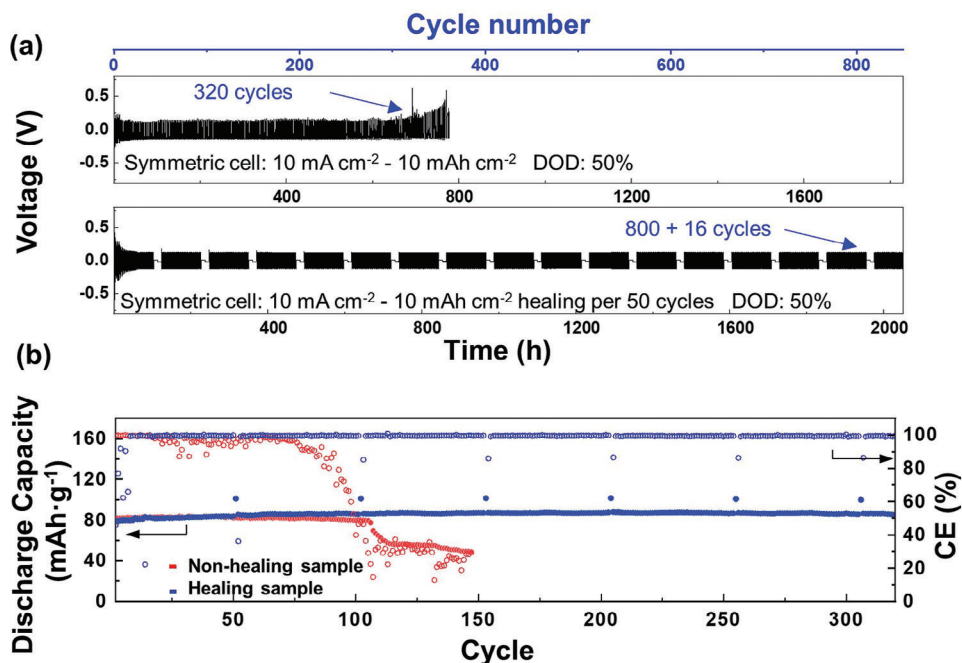 Cycle number
(a)
0 200 400 600 800
320 cycles
0.5
0.0
-0.5
Symmetric cell: 10 mA cm⁻² - 10 mAh cm⁻² DOD: 50%
400 800 1200 1600
Voltage (V)
800 + 16 cycles
0.5
0.0
-0.5
Symmetric cell: 10 mA cm⁻² - 10 mAh cm⁻² healing per 50 cycles DOD: 50%
400 800 1200 1600 2000
Time (h)
(b)
Discharge Capacity
(mAh·g⁻¹)
160
120
80
40
0
100
80
60
40
20
0
CE (%)
Non-healing sample
Healing sample
50 100 150 200 250 300
Cycle